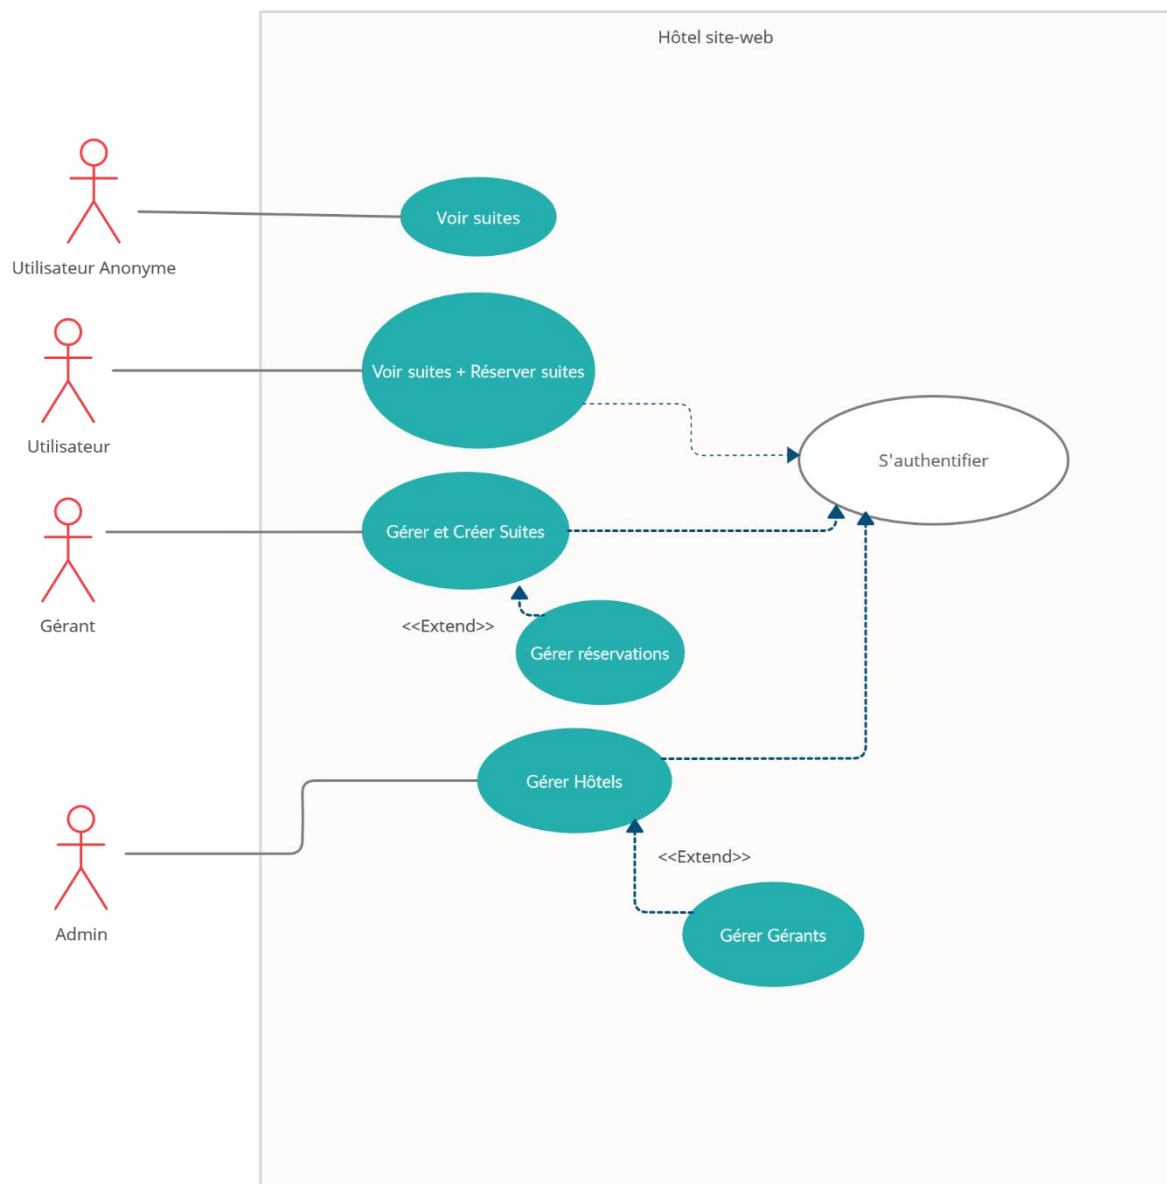 Hôtel site-web
Voir suites
Utilisateur Anonyme
Voir suites + Réserver suites
Utilisateur
S'authentifier
Gérer et Créer Suites
Gérant
<<Extend>>
Gérer réservations
Gérer Hôtels
<<Extend>>
Admin
Gérer Gérants